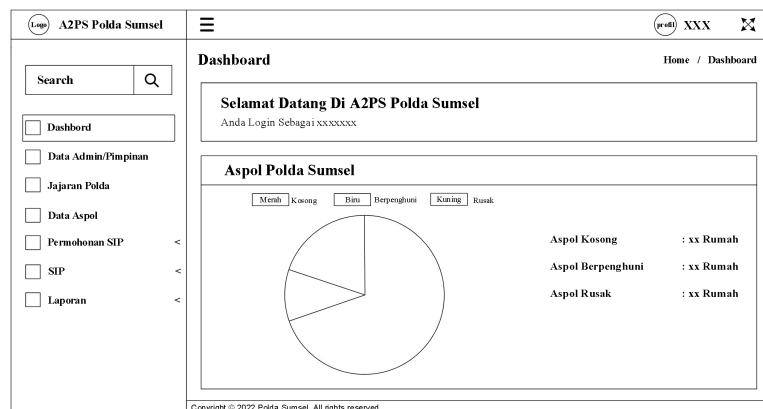 Logo A2PS Polda Sumsel
profil XXX
Search
Dashbord
Data Admin/Pimpinan
Jajaran Polda
Data Aspol
Permohonan SIP <
SIP <
Laporan <
Dashboard
Home / Dashboard
Selamat Datang Di A2PS Polda Sumsel
Anda Login Sebagai xxxxxxx
Aspol Polda Sumsel
Merah Kosong Biru Berpenghuni Kuning Rusak
Aspol Kosong : xx Rumah
Aspol Berpenghuni : xx Rumah
Aspol Rusak : xx Rumah
Copyright © 2022 Polda Sumsel. All rights reserved